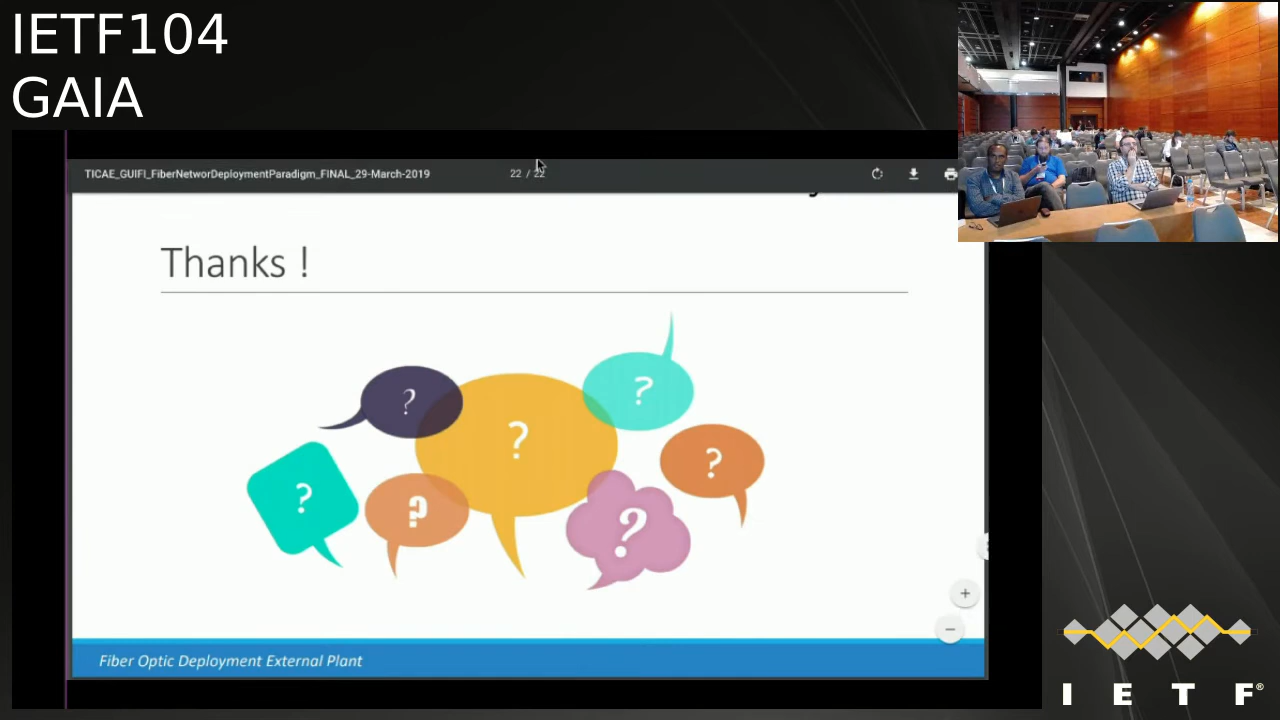 IETF104
GAIA
TICAE_GUIFI_FiberNetworDeploymentParadigm_FINAL_29-March-2019
22 / 22
Thanks !
?
?
?
?
?
?
?
Fiber Optic Deployment External Plant
I E T F®